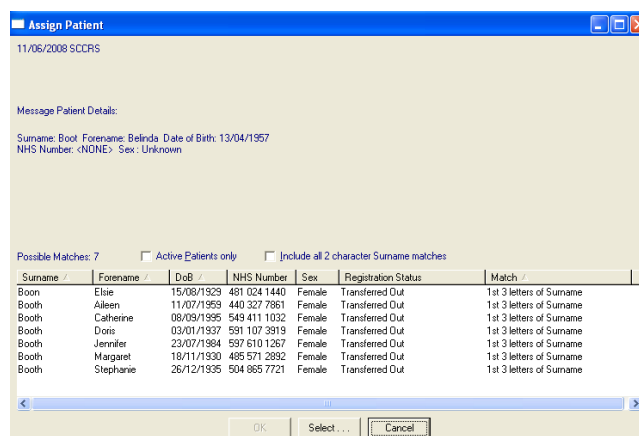 Assign Patient
11/06/2008 SCCRS
Message Patient Details:
Surname: Boot Forename: Belinda Date of Birth: 13/04/1957
NHS Number: <NONE> Sex : Unknown
Possible Matches: 7 Active Patients only Include all 2 character Surname matches
Surname Forename DoB NHS Number Sex Registration Status Match
Boon Elsie 15/08/1929 481 024 1440 Female Transferred Out 1st 3 letters of Surname
Booth Aileen 11/07/1959 440 327 7861 Female Transferred Out 1st 3 letters of Surname
Booth Catherine 08/09/1995 549 411 1032 Female Transferred Out 1st 3 letters of Surname
Booth Doris 03/01/1937 591 107 3919 Female Transferred Out 1st 3 letters of Surname
Booth Jennifer 23/07/1984 597 610 1267 Female Transferred Out 1st 3 letters of Surname
Booth Margaret 18/11/1930 485 571 2892 Female Transferred Out 1st 3 letters of Surname
Booth Stephanie 26/12/1935 504 865 7721 Female Transferred Out 1st 3 letters of Surname
OK Select . . . Cancel